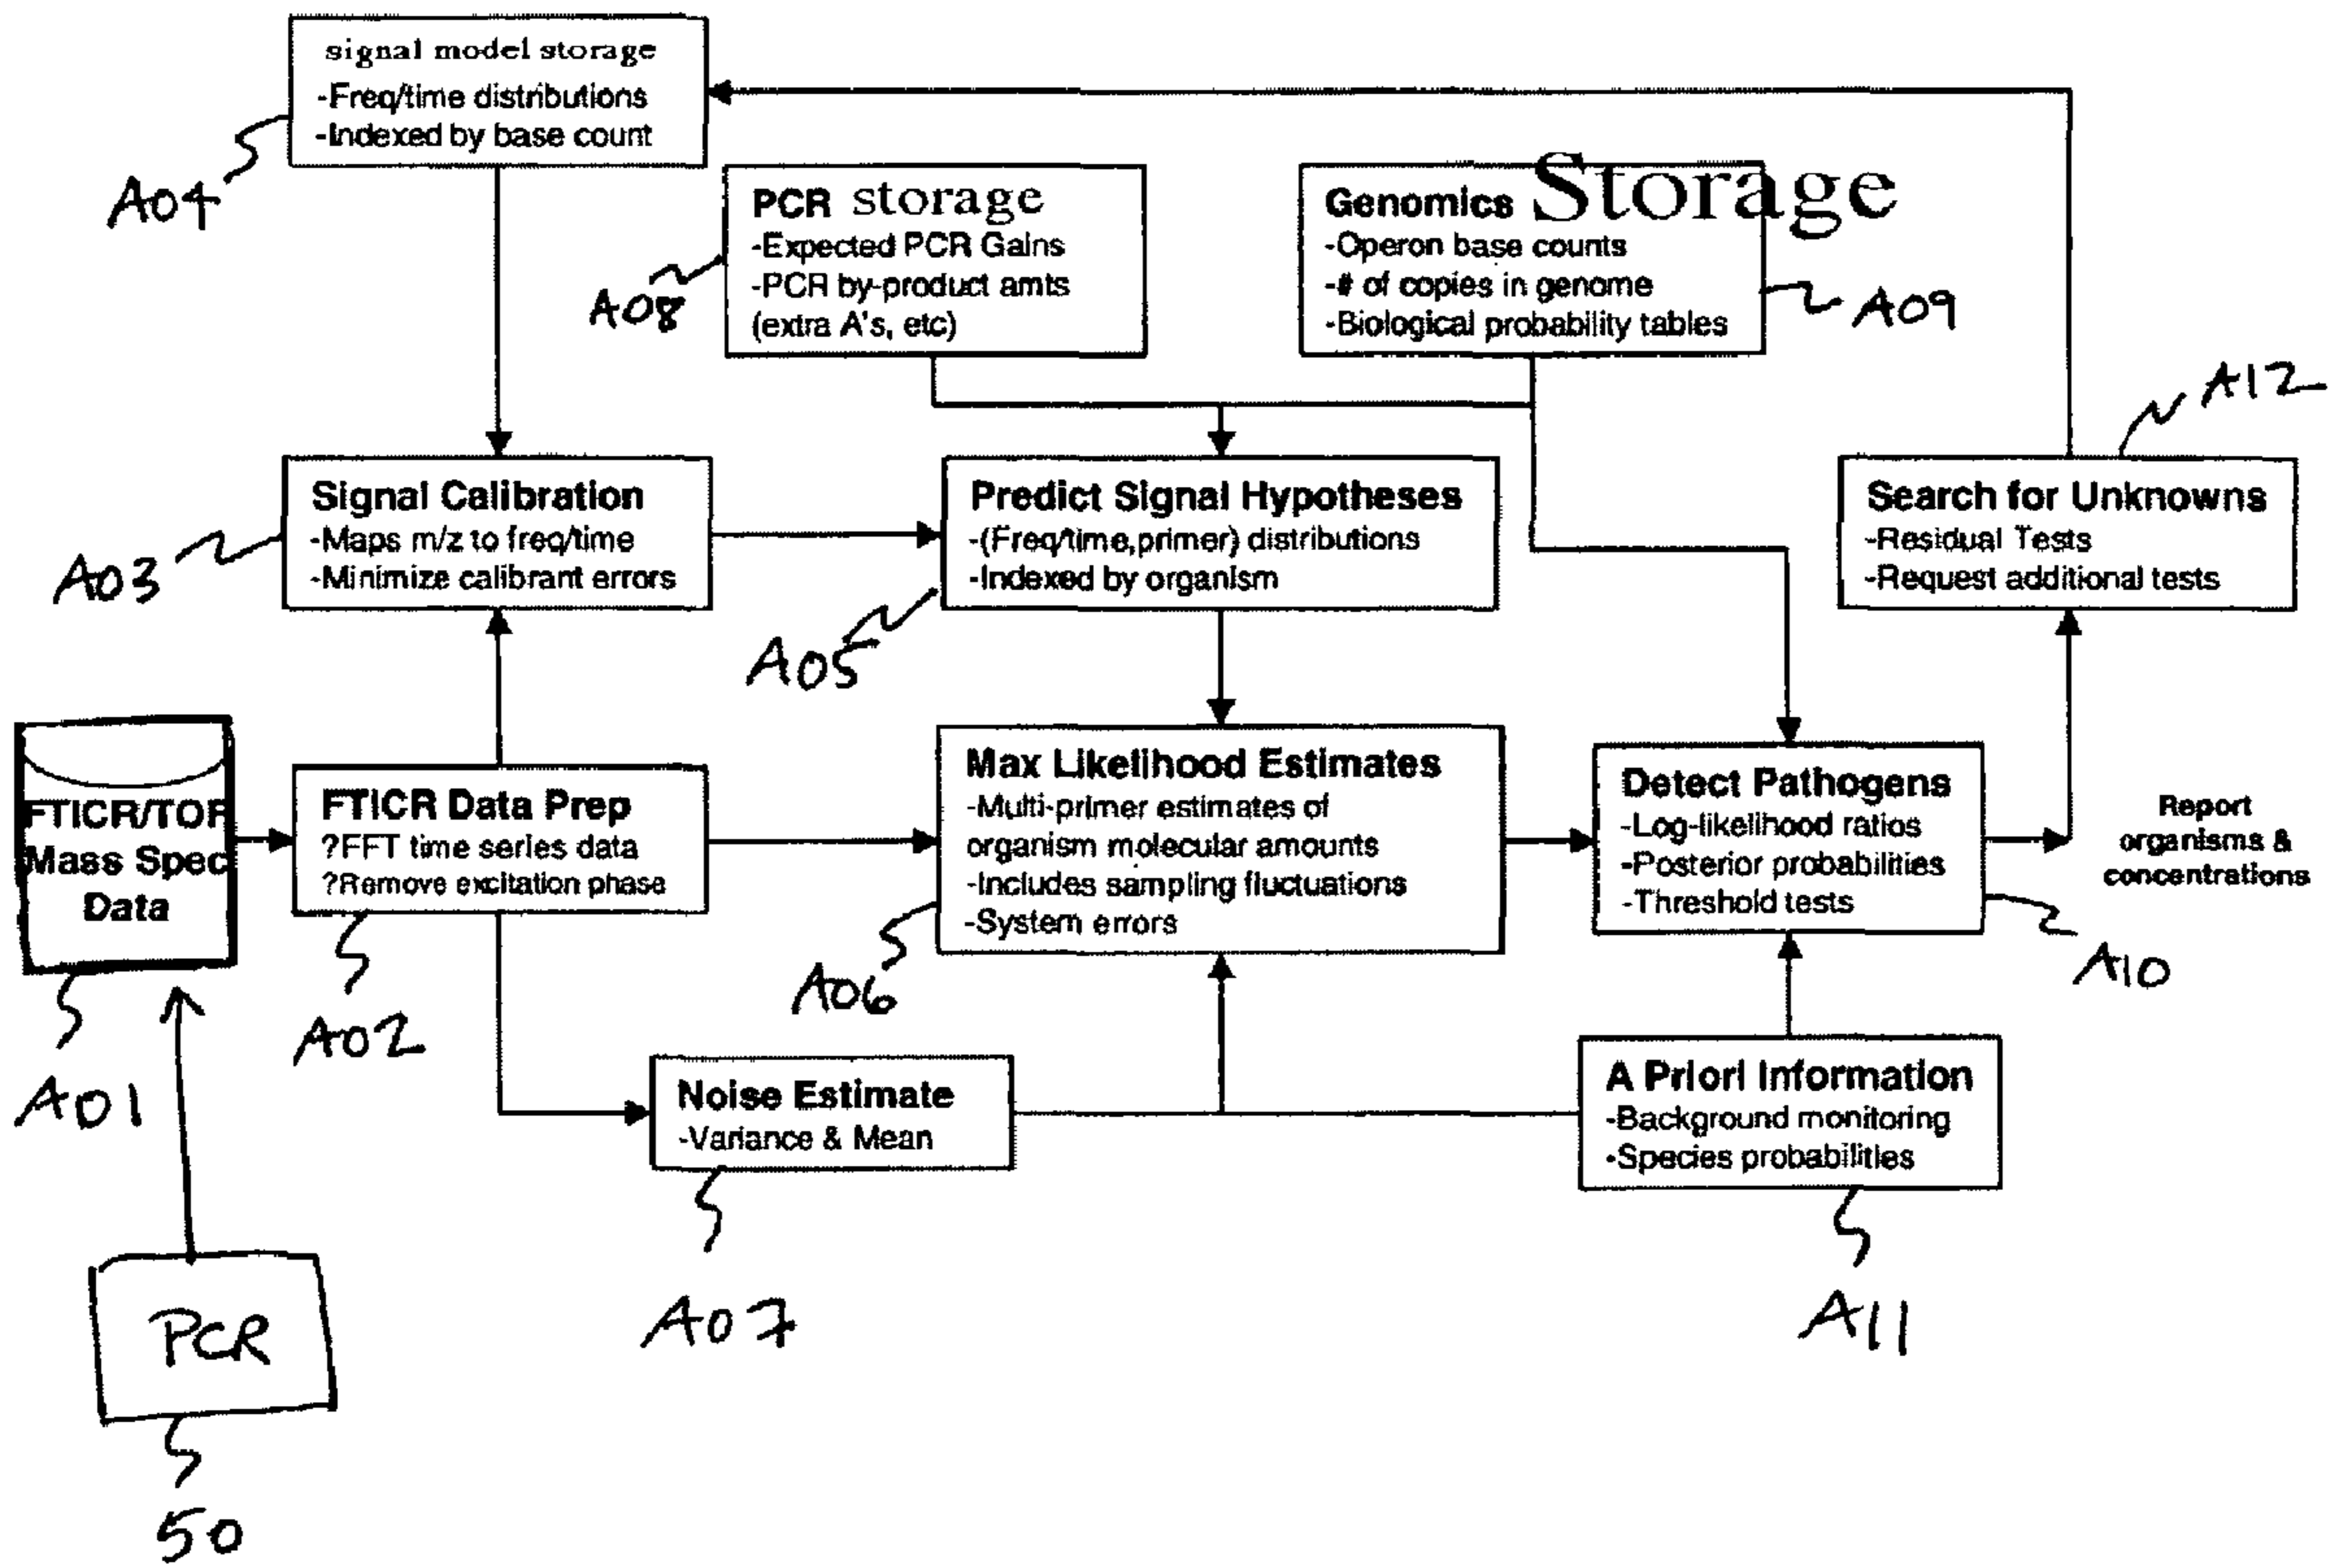 signal model storage
-Freq/time distributions
-Indexed by base count
A04
PCR storage
-Expected PCR Gains
-PCR by-product amts
(extra A's, etc)
A08
Genomics Storage
-Operon base counts
-# of copies in genome
-Biological probability tables
A09
A12
Signal Calibration
-Maps m/z to freq/time
-Minimize calibrant errors
A03
Predict Signal Hypotheses
-(Freq/time,primer) distributions
-Indexed by organism
A05
Search for Unknowns
-Residual Tests
-Request additional tests
FTICR/TOF
Mass Spec
Data
A01
FTICR Data Prep
?FFT time series data
?Remove excitation phase
A02
Max Likelihood Estimates
-Multi-primer estimates of
organism molecular amounts
-Includes sampling fluctuations
-System errors
A06
Detect Pathogens
-Log-likelihood ratios
-Posterior probabilities
-Threshold tests
A10
Report
organisms &
concentrations
Noise Estimate
-Variance & Mean
A07
A Priori Information
-Background monitoring
-Species probabilities
A11
PCR
50